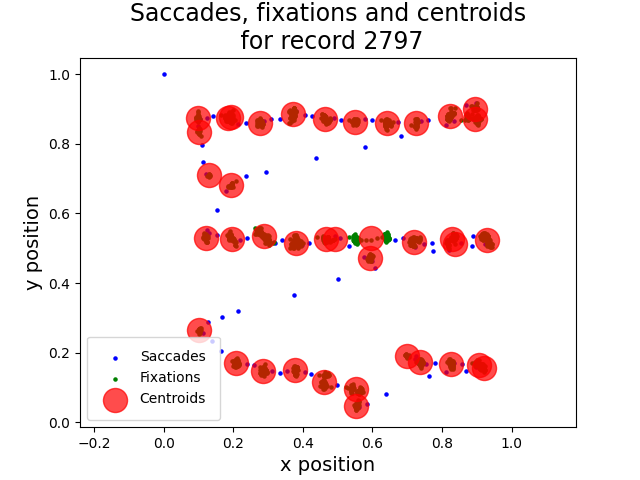 Saccades, fixations and centroids
for record 2797
1.0
0.8
0.6
0.4
0.2
0.0
y position
Saccades
Fixations
Centroids
−0.2 0.0 0.2 0.4 0.6 0.8 1.0
x position